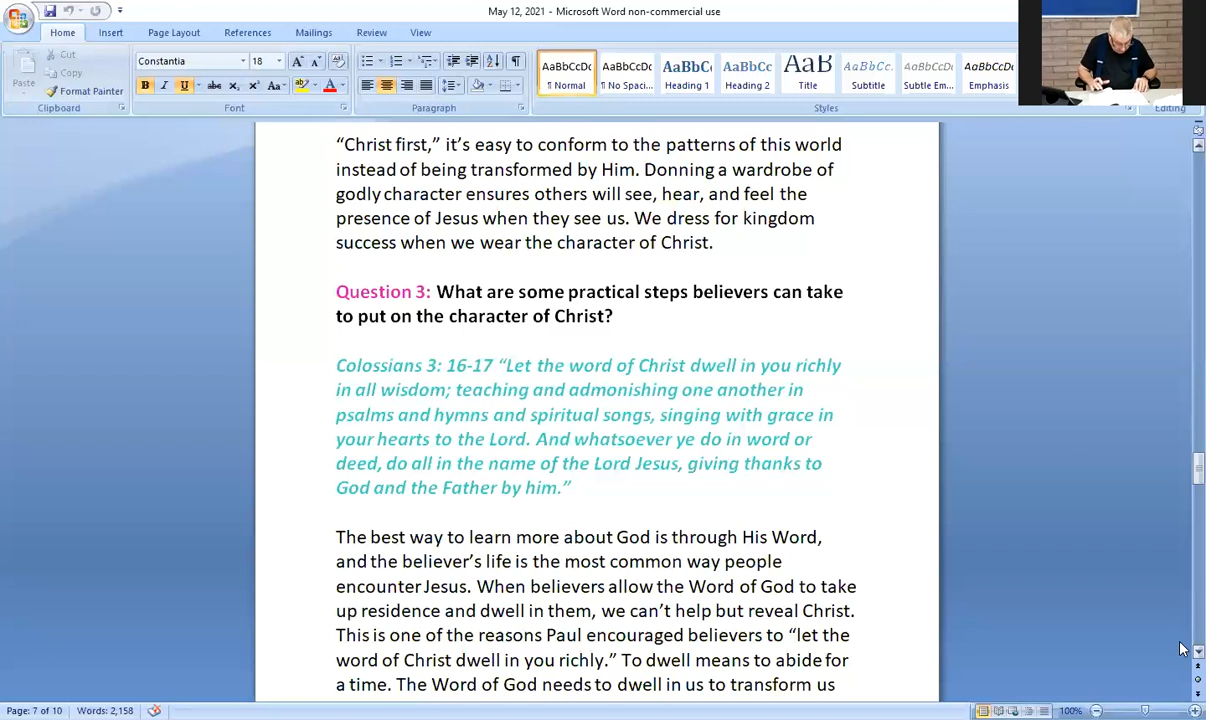 May 12, 2021 - Microsoft Word non-commercial use
Home Insert Page Layout References Mailings Review View
Paste
Cut
Copy
Format Painter
Clipboard
Constantia 18
Font
Paragraph
AaBbCcDc AaBbCcDc AaBbC AaBbCc AaB AaBbCcI AaBbCcDc AaBbCcDc
¶ Normal ¶ No Spaci... Heading 1 Heading 2 Title Subtitle Subtle Em... Emphasis
Styles
Editing
“Christ first,” it’s easy to conform to the patterns of this world
instead of being transformed by Him. Donning a wardrobe of
godly character ensures others will see, hear, and feel the
presence of Jesus when they see us. We dress for kingdom
success when we wear the character of Christ.
Question 3: What are some practical steps believers can take
to put on the character of Christ?
Colossians 3: 16-17 “Let the word of Christ dwell in you richly
in all wisdom; teaching and admonishing one another in
psalms and hymns and spiritual songs, singing with grace in
your hearts to the Lord. And whatsoever ye do in word or
deed, do all in the name of the Lord Jesus, giving thanks to
God and the Father by him.”
The best way to learn more about God is through His Word,
and the believer’s life is the most common way people
encounter Jesus. When believers allow the Word of God to take
up residence and dwell in them, we can’t help but reveal Christ.
This is one of the reasons Paul encouraged believers to “let the
word of Christ dwell in you richly.” To dwell means to abide for
a time. The Word of God needs to dwell in us to transform us
Page: 7 of 10 Words: 2,158 100%